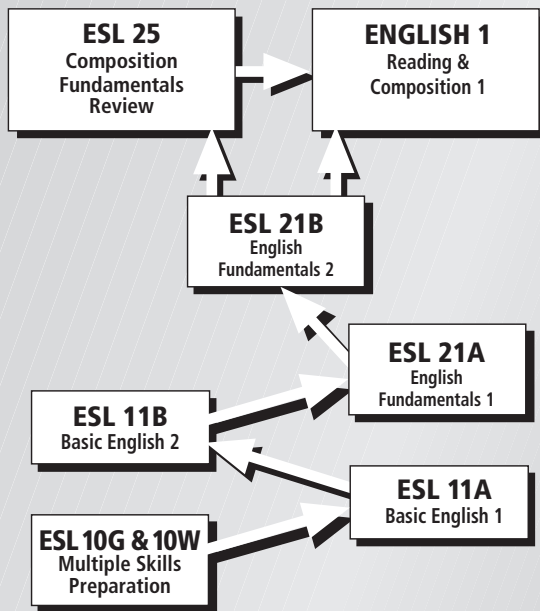 ESL 25
Composition
Fundamentals
Review
ENGLISH 1
Reading &
Composition 1
ESL 21B
English
Fundamentals 2
ESL 21A
English
Fundamentals 1
ESL 11B
Basic English 2
ESL 11A
Basic English 1
ESL 10G & 10W
Multiple Skills
Preparation